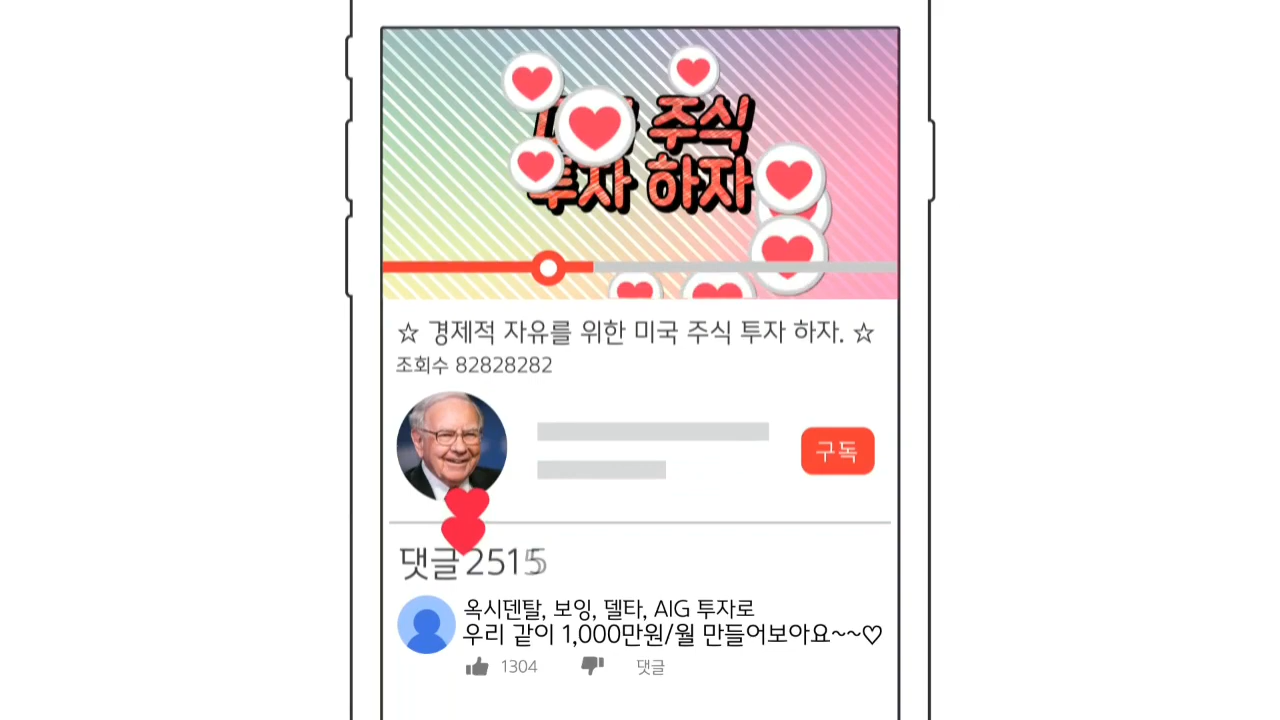 주식
투자 하자
☆ 경제적 자유를 위한 미국 주식 투자 하자. ☆
조회수 82828282
구독
댓글 2515
옥시덴탈, 보잉, 델타, AIG 투자로
우리 같이 1,000만원/월 만들어보아요~~♡
1304 댓글